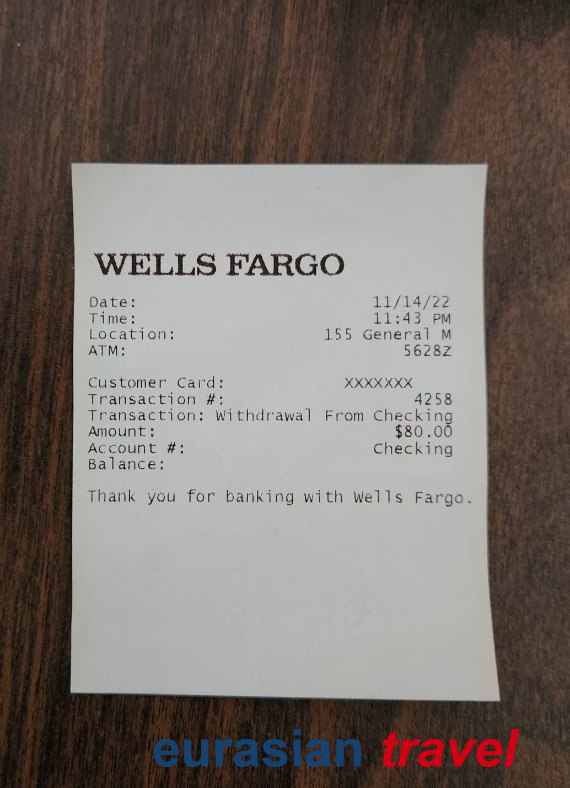 WELLS FARGO
Date: 11/14/22
Time: 11:43 PM
Location: 155 General M
ATM: 5628Z
Customer Card: XXXXXXX
Transaction #: 4258
Transaction: Withdrawal From Checking
Amount: $80.00
Account #: Checking
Balance:
Thank you for banking with Wells Fargo.
eurasian travel